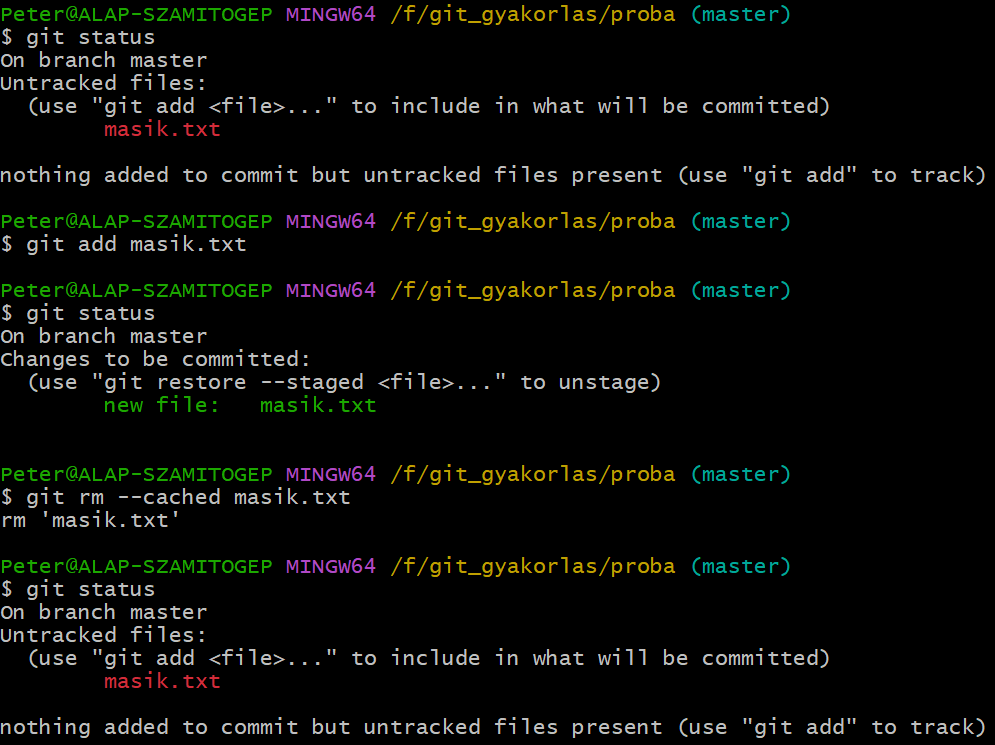 Peter@ALAP-SZAMITOGEP MINGW64 /f/git_gyakorlas/proba (master)
$ git status
On branch master
Untracked files:
  (use "git add <file>..." to include in what will be committed)
        masik.txt

nothing added to commit but untracked files present (use "git add" to track)

Peter@ALAP-SZAMITOGEP MINGW64 /f/git_gyakorlas/proba (master)
$ git add masik.txt

Peter@ALAP-SZAMITOGEP MINGW64 /f/git_gyakorlas/proba (master)
$ git status
On branch master
Changes to be committed:
  (use "git restore --staged <file>..." to unstage)
        new file:   masik.txt


Peter@ALAP-SZAMITOGEP MINGW64 /f/git_gyakorlas/proba (master)
$ git rm --cached masik.txt
rm 'masik.txt'

Peter@ALAP-SZAMITOGEP MINGW64 /f/git_gyakorlas/proba (master)
$ git status
On branch master
Untracked files:
  (use "git add <file>..." to include in what will be committed)
        masik.txt

nothing added to commit but untracked files present (use "git add" to track)